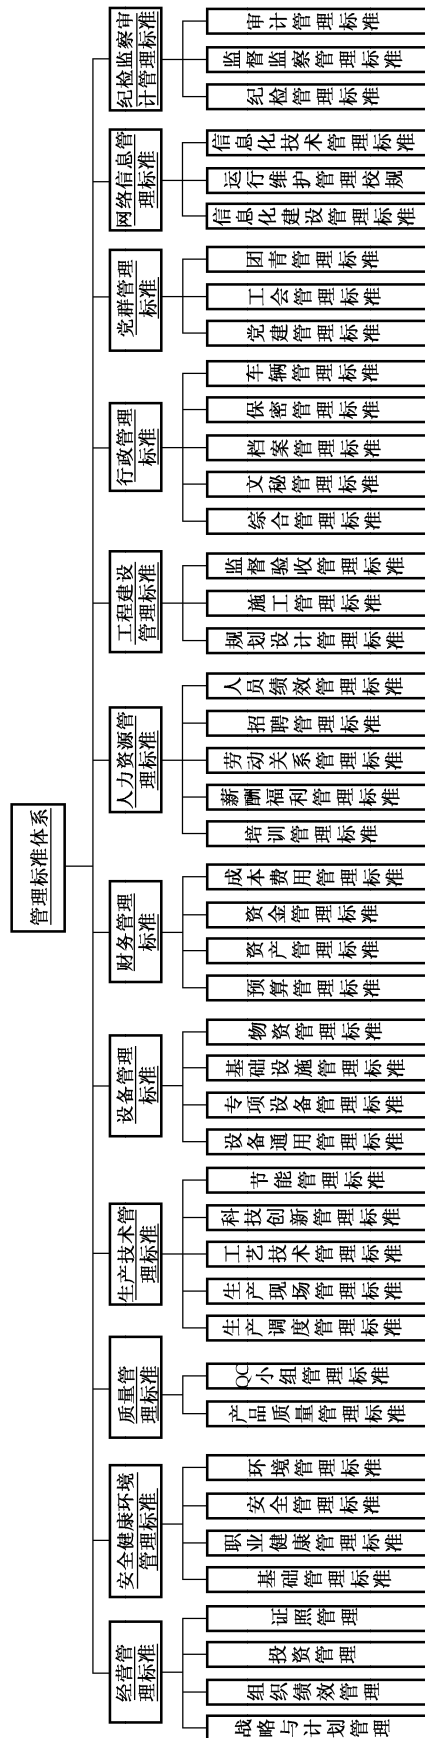 管理标准体系
经营管
理标准
战略与计划管理
组织绩效管理
投资管理
证照管理
安全健康环境
管理标准
基础管理标准
职业健康管理标准
安全管理标准
环境管理标准
质量管
理标准
产品质量管理标准
QC小组管理标准
生产技术管
理标准
生产调度管理标准
生产现场管理标准
工艺技术管理标准
科技创新管理标准
节能管理标准
设备管理
标准
设备通用管理标准
专项设备管理标准
基础设施管理标准
物资管理标准
财务管理
标准
预算管理标准
资产管理标准
资金管理标准
成本费用管理标准
人力资源管
理标准
培训管理标准
薪酬福利管理标准
劳动关系管理标准
招聘管理标准
人员绩效管理标准
工程建设
管理标准
规划设计管理标准
施工管理标准
监督验收管理标准
行政管理
标准
综合管理标准
文秘管理标准
档案管理标准
保密管理标准
车辆管理标准
党群管理
标准
党建管理标准
工会管理标准
团青管理标准
网络信息管
理标准
信息化建设管理标准
运行维护管理校规
信息化技术管理标准
纪检监察审
计管理标准
纪检管理标准
监督监察管理标准
审计管理标准